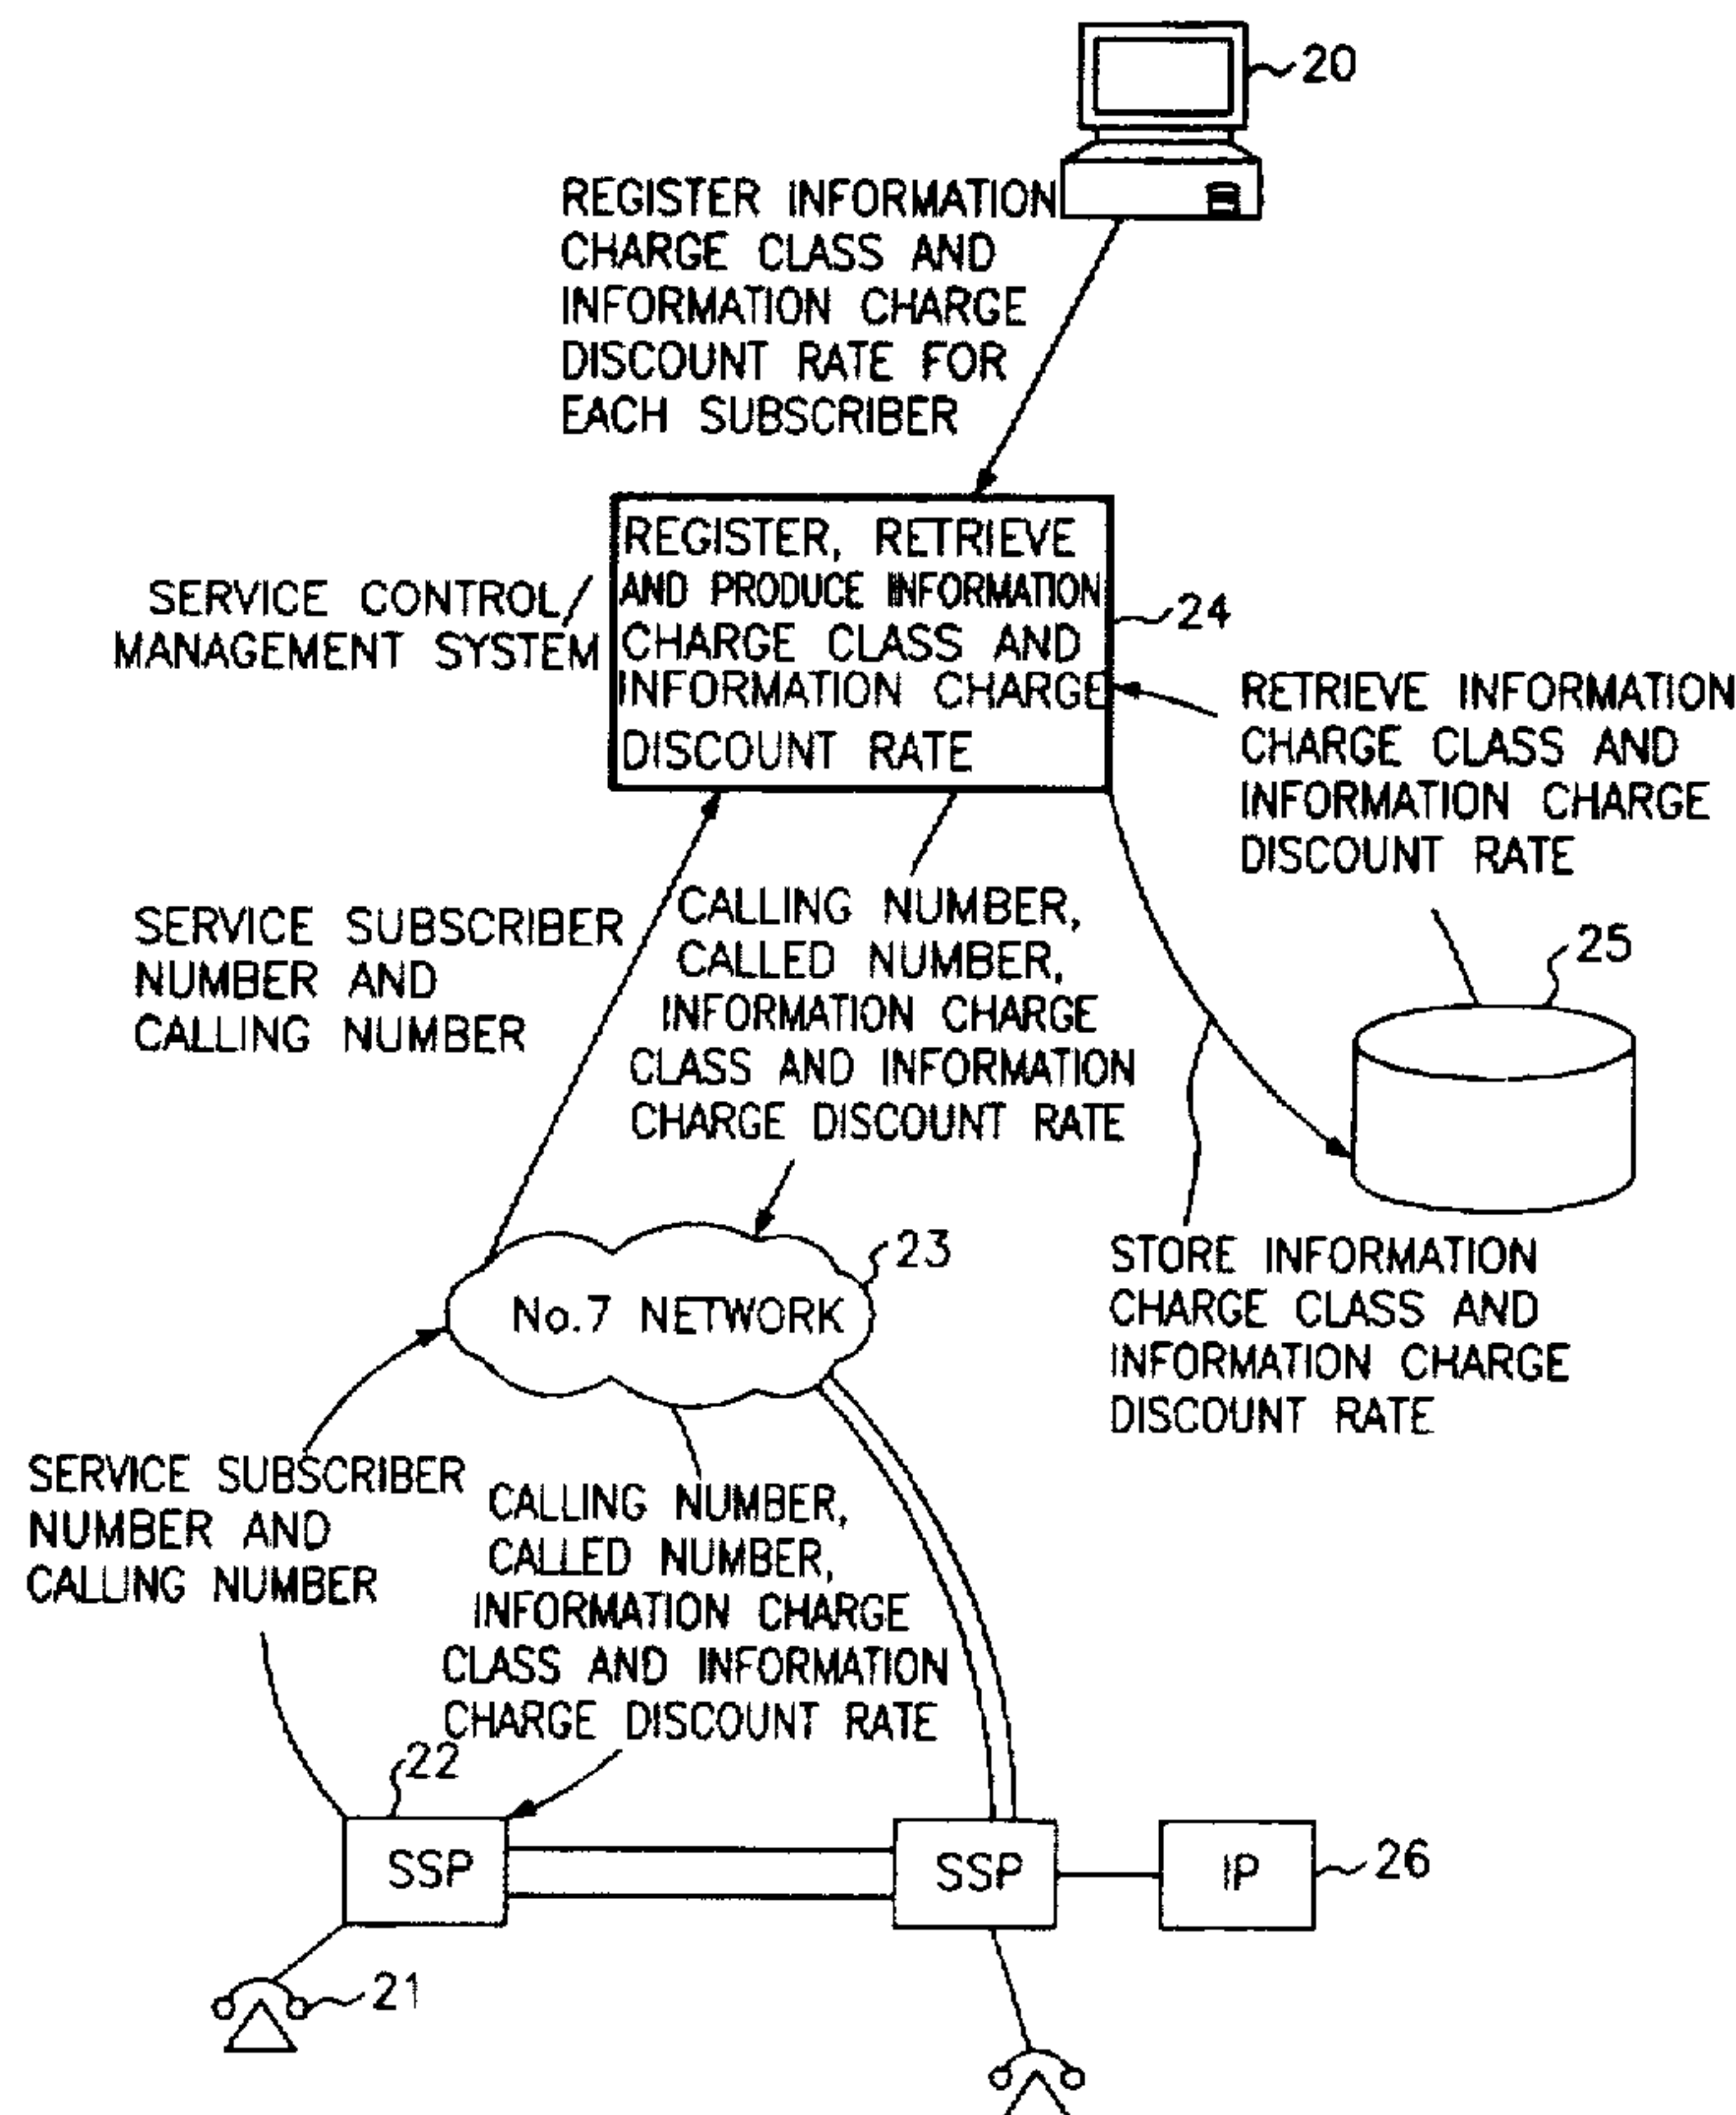 20
REGISTER INFORMATION
CHARGE CLASS AND
INFORMATION CHARGE
DISCOUNT RATE FOR
EACH SUBSCRIBER
REGISTER, RETRIEVE
AND PRODUCE INFORMATION
CHARGE CLASS AND
INFORMATION CHARGE
DISCOUNT RATE
SERVICE CONTROL
MANAGEMENT SYSTEM
24
RETRIEVE INFORMATION
CHARGE CLASS AND
INFORMATION CHARGE
DISCOUNT RATE
SERVICE SUBSCRIBER
NUMBER AND
CALLING NUMBER
CALLING NUMBER,
CALLED NUMBER,
INFORMATION CHARGE
CLASS AND INFORMATION
CHARGE DISCOUNT RATE
25
23
No.7 NETWORK
STORE INFORMATION
CHARGE CLASS AND
INFORMATION CHARGE
DISCOUNT RATE
SERVICE SUBSCRIBER
NUMBER AND
CALLING NUMBER
CALLING NUMBER,
CALLED NUMBER,
INFORMATION CHARGE
CLASS AND INFORMATION
CHARGE DISCOUNT RATE
22
SSP
SSP
IP
26
21